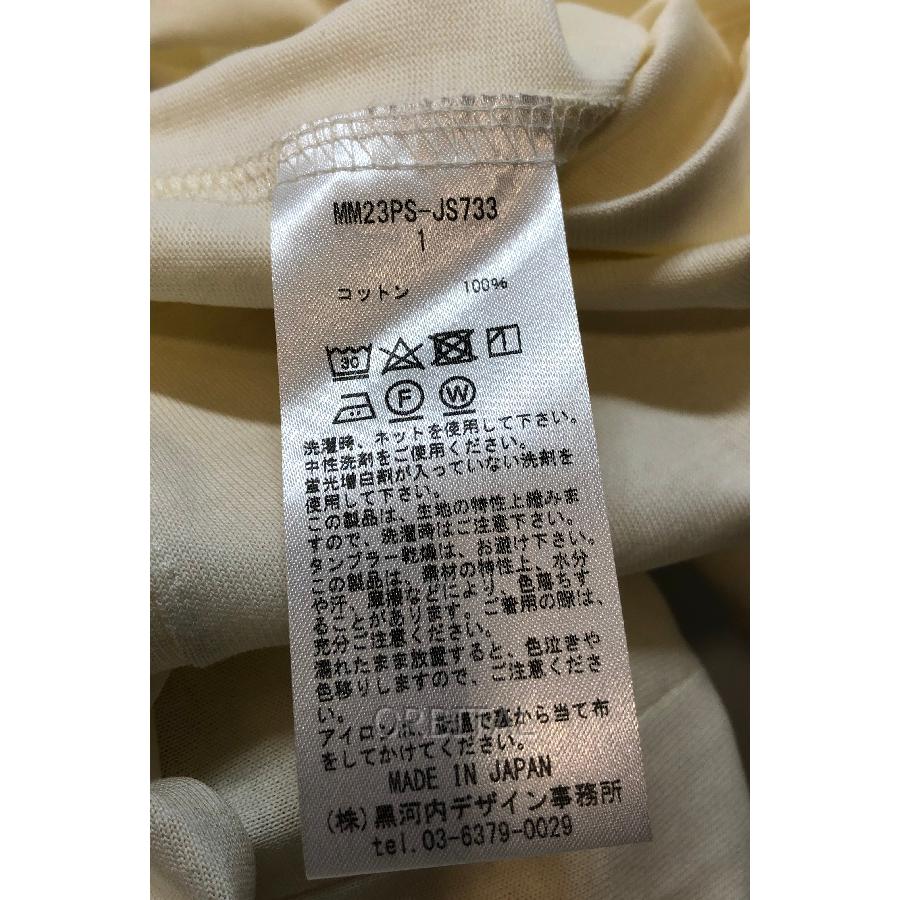 MM23PS-JS733
1
コットン 100%
30
F W
洗濯時、ネットを使用して下さい。
中性洗剤をご使用ください。
蛍光増白剤が入っていない洗剤を
使用して下さい。
この製品は、生地の特性上縮みま
すので、洗濯時はご注意下さい。
タンブラー乾燥は、お避け下さい。
この製品は、素材の特性上、水分
や汗、摩擦などにより、色落ちす
ることがあります。ご着用の際は、
充分ご注意ください。
濡れたまま放置すると、色泣きや
色移りしますので、ご注意くださ
い。
アイロンは、低温で裏から当て布
をしてかけてください。
MADE IN JAPAN
(株)黒河内デザイン事務所
tel.03-6379-0029